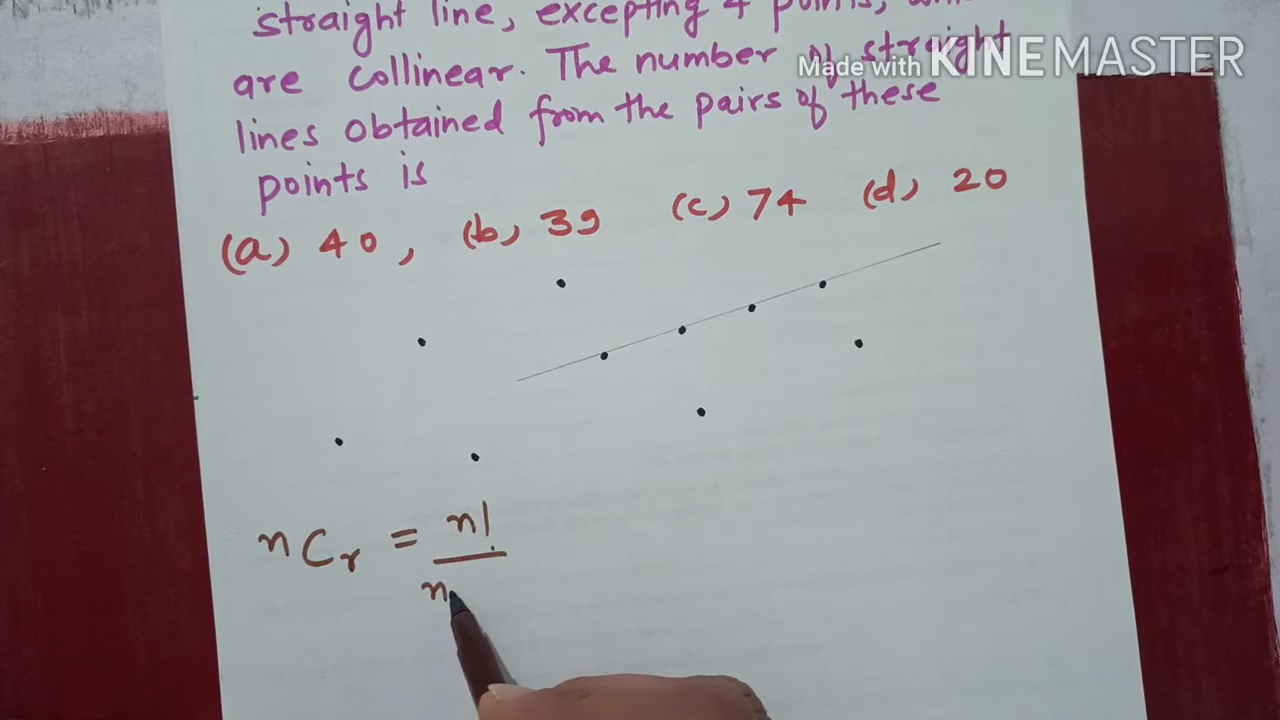 straight line, excepting 4 points,
are collinear. The number of straight
lines obtained from the pairs of these
points is
(a) 40, (b) 39 (c) 74 (d) 20
nCr = n!
n
Made with KINEMASTER